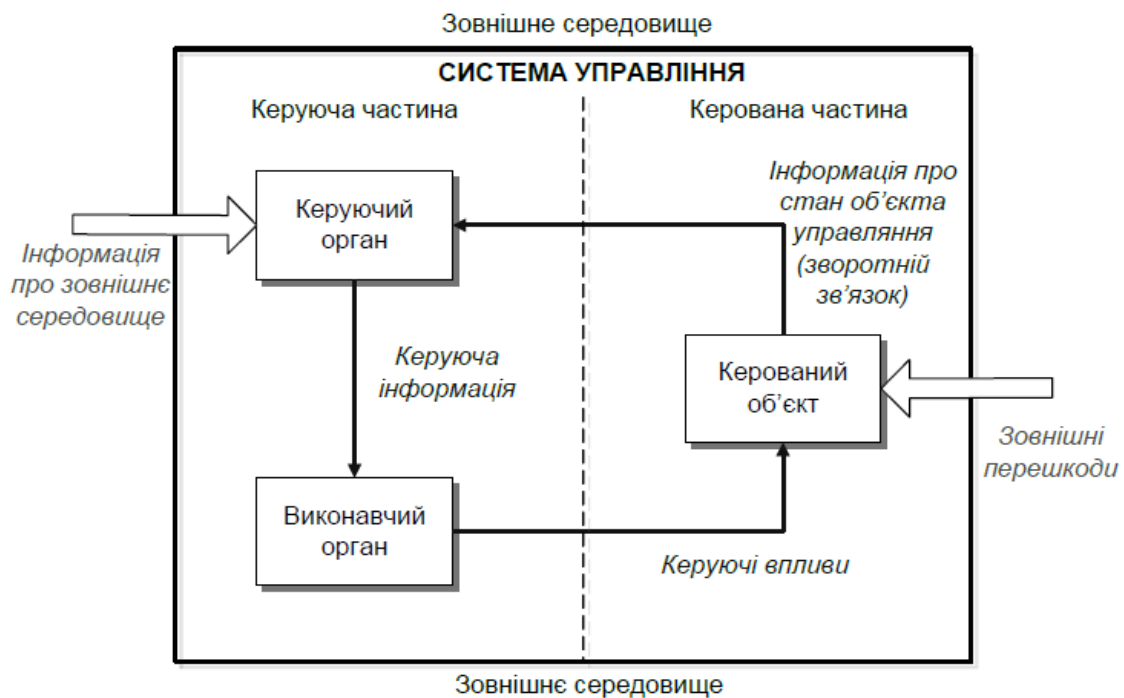 Зовнішнe середовище
СИСТЕМА УПРАВЛІННЯ
Керуюча частина
Керована частина
Керуючий
орган
Інформація про
стан об’єкта
управляння
(зворотній
зв’язок)
Інформація
про зовнішнє
середовище
Керуюча
інформація
Керований
об’єкт
Зовнішні
перешкоди
Виконавчий
орган
Керуючі впливи
Зовнішнє середовище